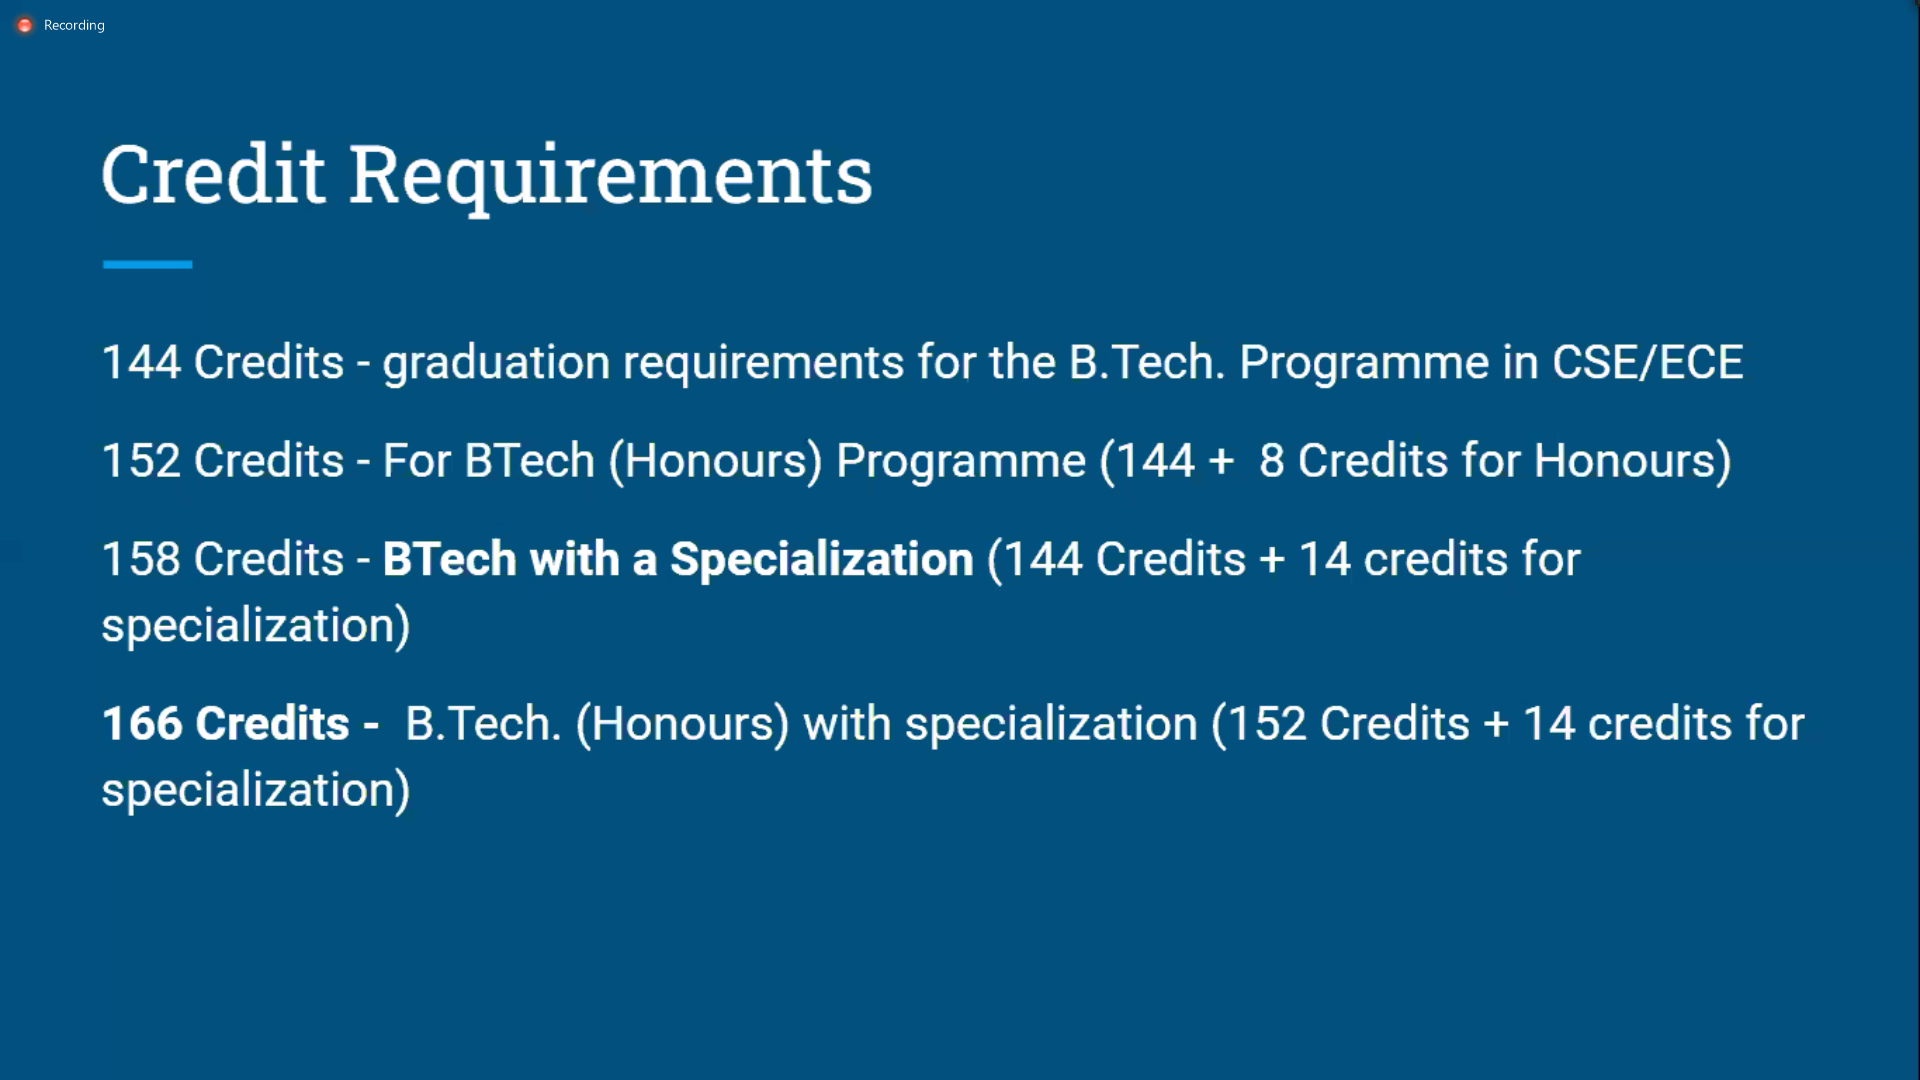 Recording
Credit Requirements
144 Credits - graduation requirements for the B.Tech. Programme in CSE/ECE
152 Credits - For BTech (Honours) Programme (144 +  8 Credits for Honours)
158 Credits - BTech with a Specialization (144 Credits + 14 credits for
specialization)
166 Credits -  B.Tech. (Honours) with specialization (152 Credits + 14 credits for
specialization)